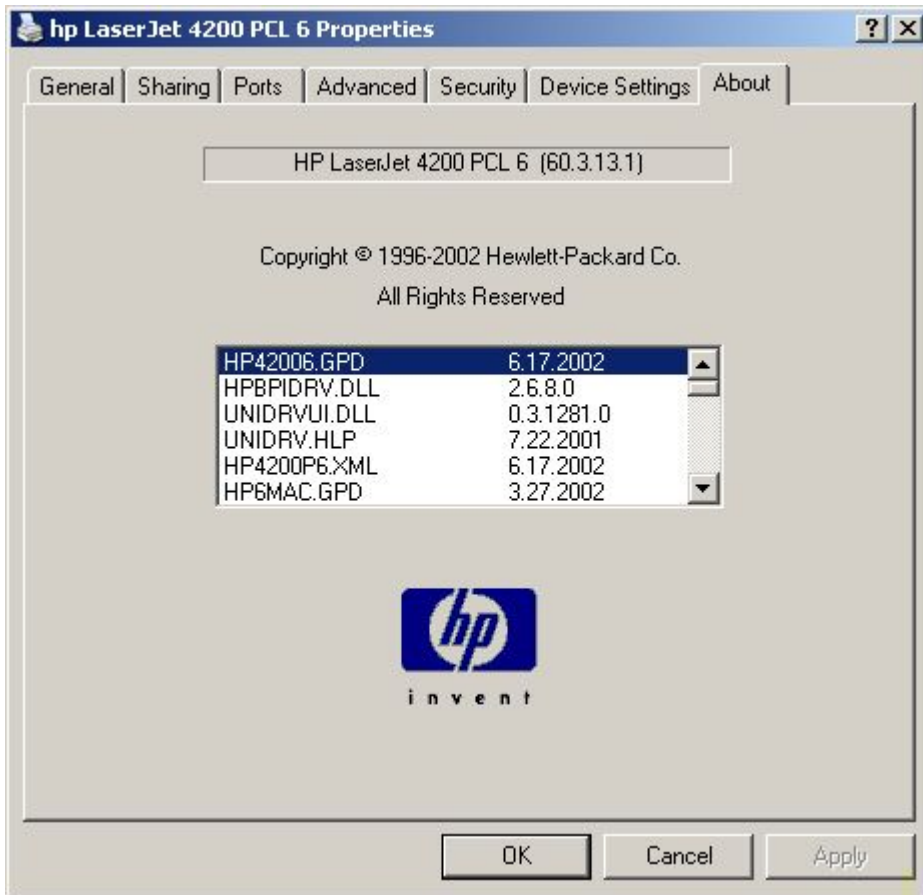 hp LaserJet 4200 PCL 6 Properties ? X
General Sharing Ports Advanced Security Device Settings About
HP LaserJet 4200 PCL 6 (60.3.13.1)
Copyright © 1996-2002 Hewlett-Packard Co.
All Rights Reserved
HP42006.GPD 6.17.2002
HPBPIDRV.DLL 2.6.8.0
UNIDRVUI.DLL 0.3.1281.0
UNIDRV.HLP 7.22.2001
HP4200P6.XML 6.17.2002
HP6MAC.GPD 3.27.2002
hp
invent
OK Cancel Apply